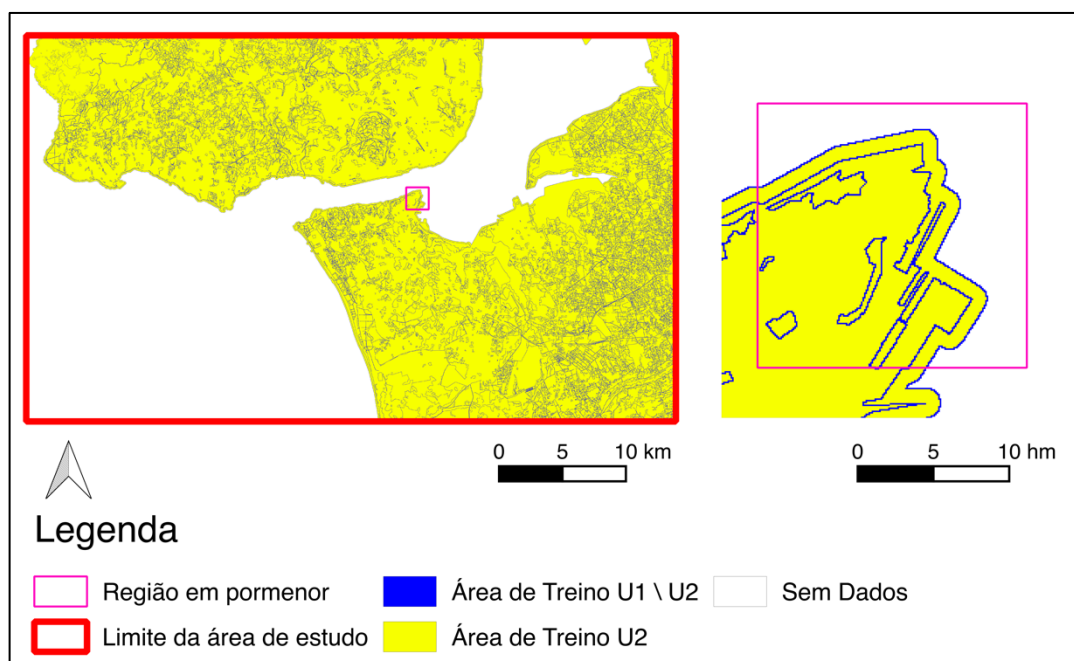 0 5 10 km
0 5 10 hm
Legenda
Região em pormenor
Área de Treino U1 \ U2
Sem Dados
Limite da área de estudo
Área de Treino U2